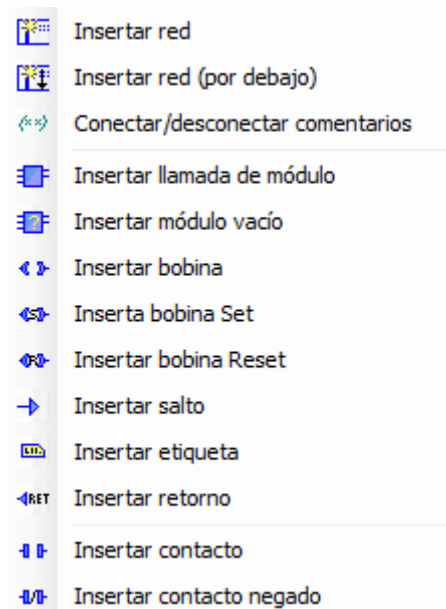 Insertar red
Insertar red (por debajo)
Conectar/desconectar comentarios
Insertar llamada de módulo
Insertar módulo vacío
Insertar bobina
Inserta bobina Set
Insertar bobina Reset
Insertar salto
Insertar etiqueta
RET Insertar retorno
Insertar contacto
Insertar contacto negado